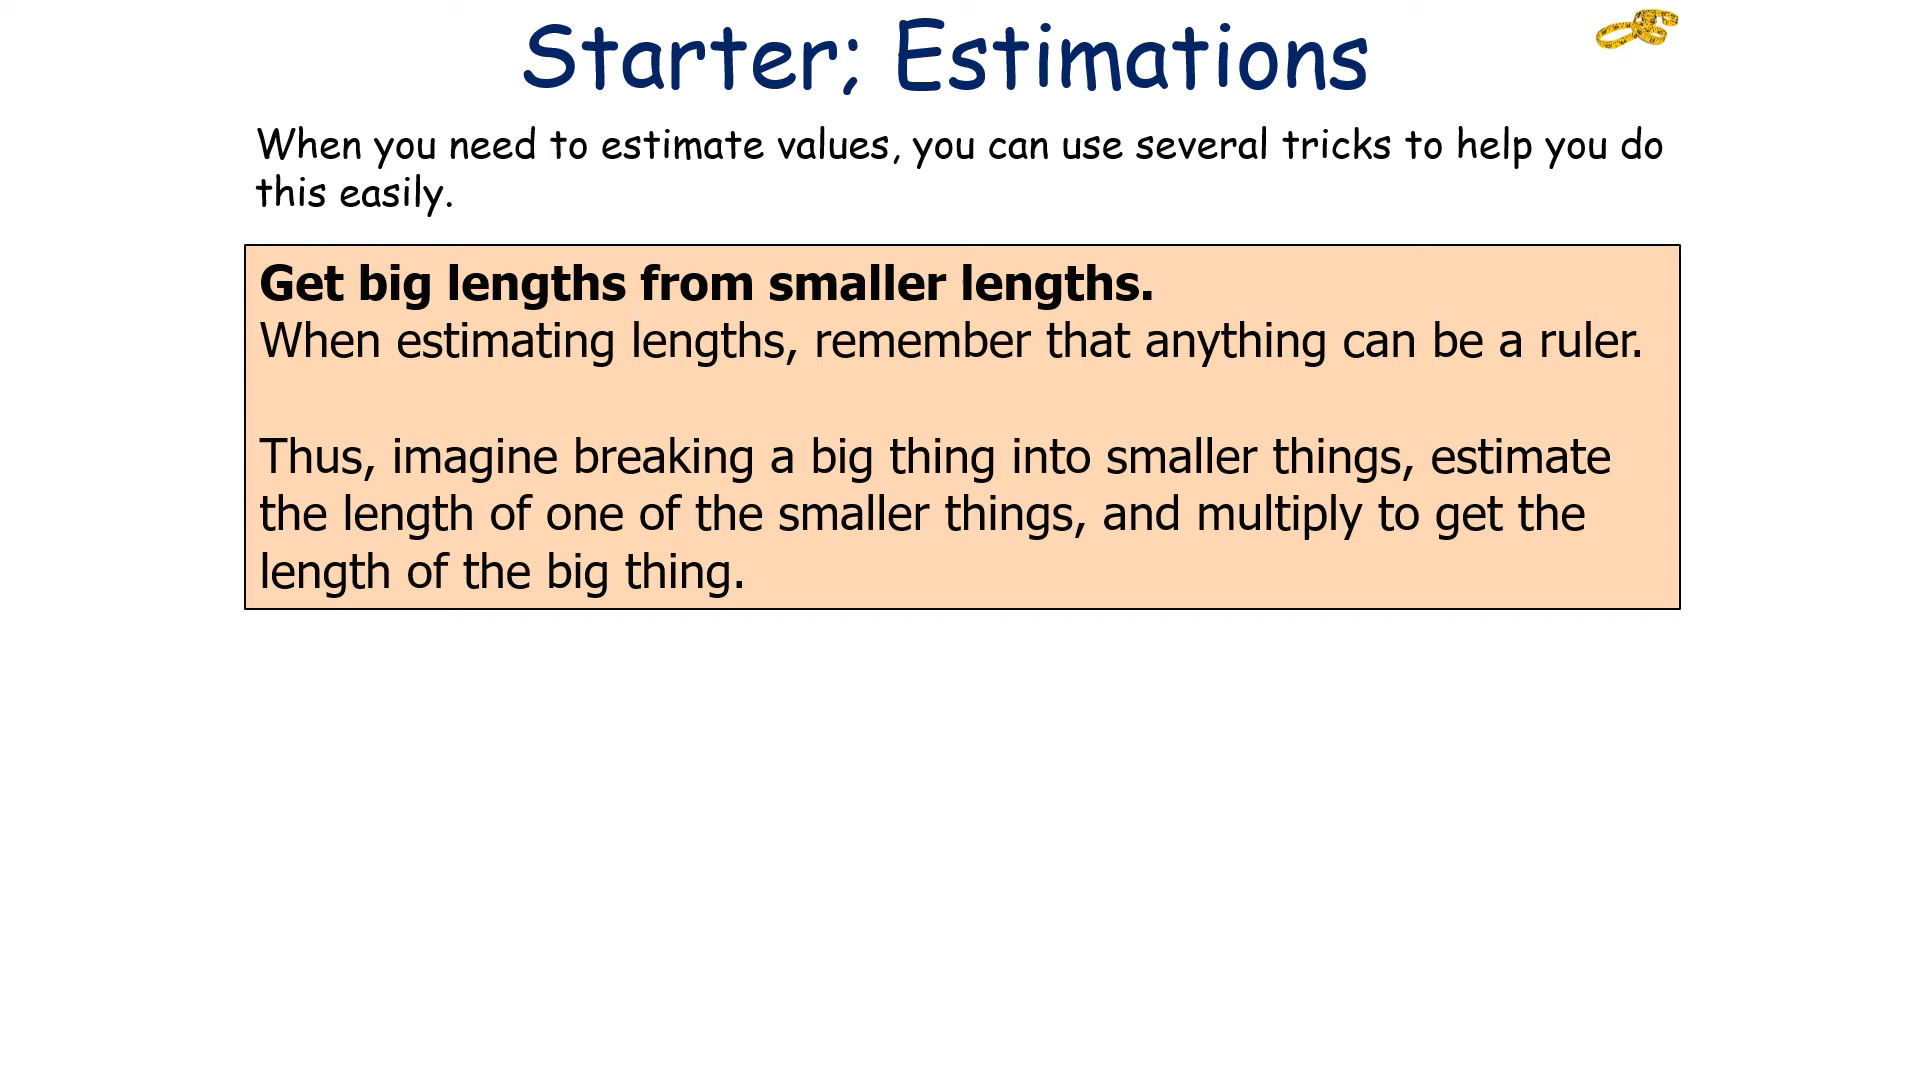 Starter; Estimations
When you need to estimate values, you can use several tricks to help you do
this easily.
Get big lengths from smaller lengths.
When estimating lengths, remember that anything can be a ruler.
Thus, imagine breaking a big thing into smaller things, estimate
the length of one of the smaller things, and multiply to get the
length of the big thing.